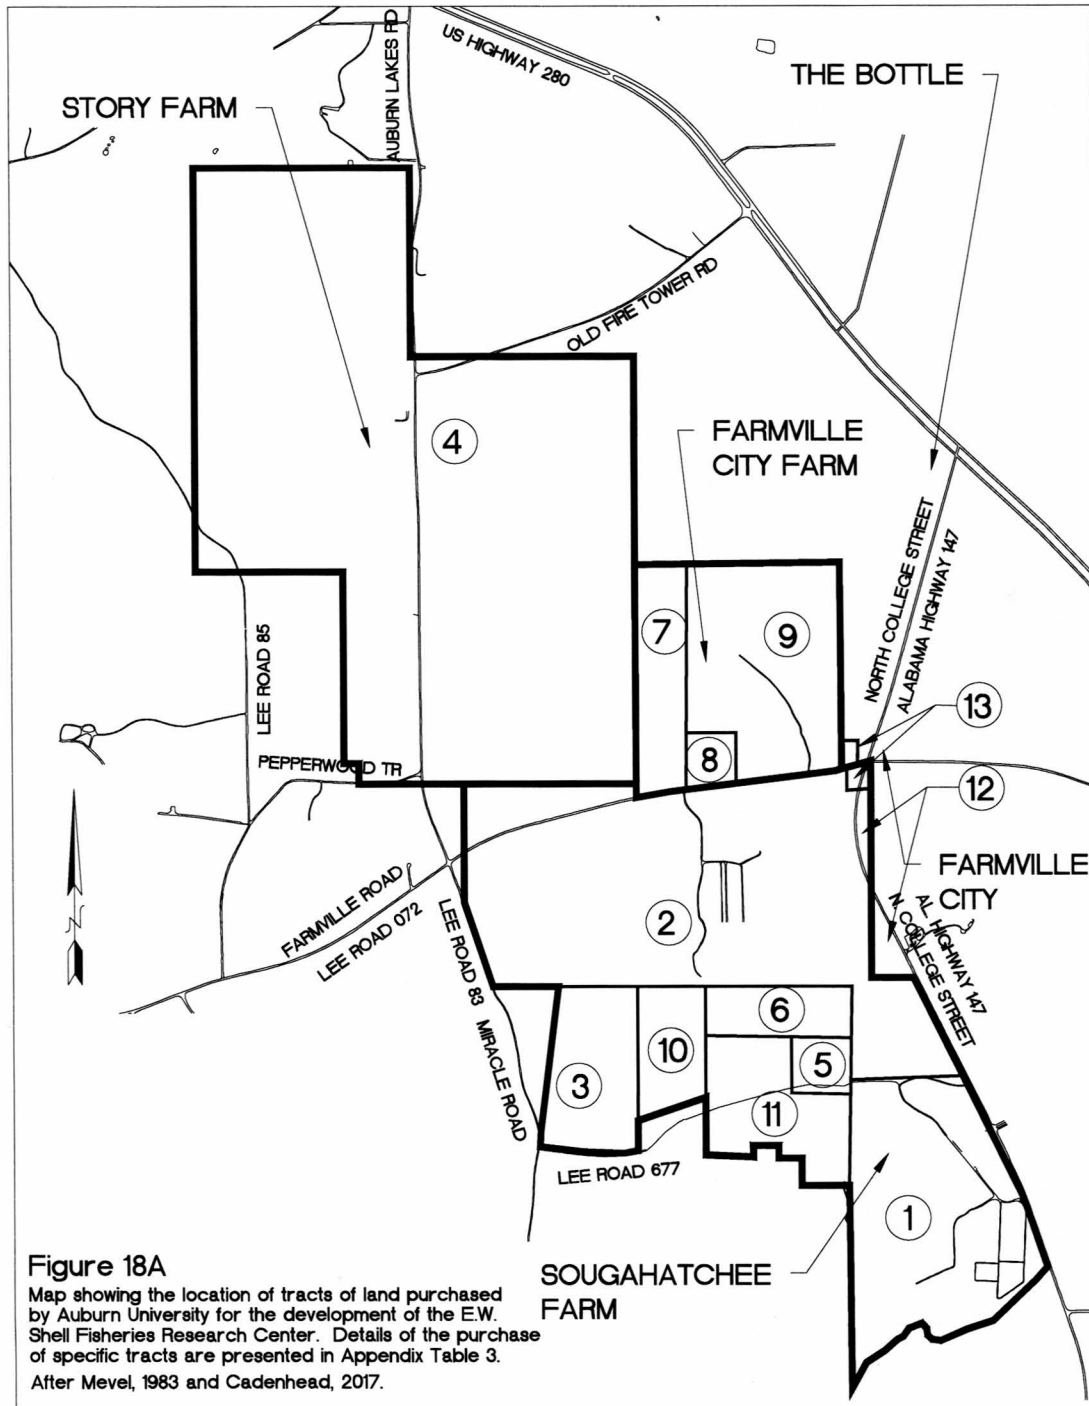 US HIGHWAY 280
AUBURN LAKES RD
THE BOTTLE
STORY FARM
OLD FIRE TOWER RD
4
FARMVILLE
CITY FARM
NORTH COLLEGE STREET
ALABAMA HIGHWAY 147
7
9
LEE ROAD 85
13
8
PEPPERWOOD TR
12
FARMVILLE
CITY
FARMVILLE ROAD
LEE ROAD 072
2
AL. HIGHWAY 147
N. COLLEGE STREET
N
LEE ROAD 83 MIRACLE ROAD
6
10
5
3
11
LEE ROAD 677
1
SOUGAHATCHEE
FARM
Figure 18A
Map showing the location of tracts of land purchased
by Auburn University for the development of the E.W.
Shell Fisheries Research Center. Details of the purchase
of specific tracts are presented in Appendix Table 3.
After Mevel, 1983 and Cadenhead, 2017.